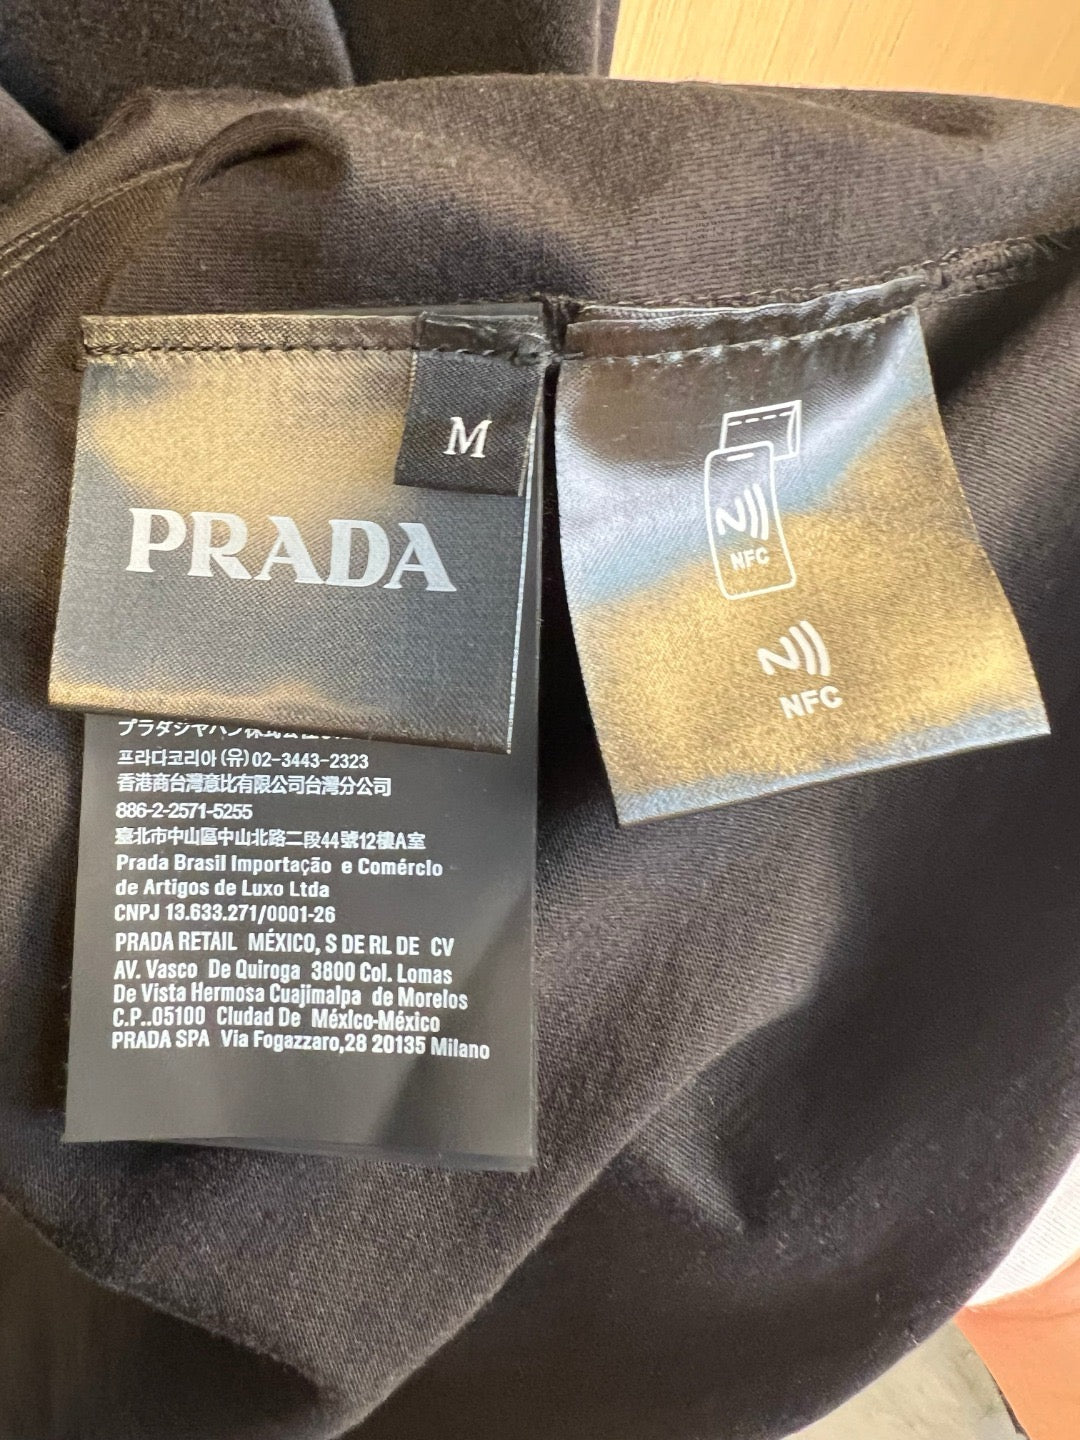 M
PRADA
NFC
NFC
프라다코리아(유)02-3443-2323
香港商台灣意比有限公司台灣分公司
886-2-2571-5255
臺北市中山區中山北路二段44號12樓A室
Prada Brasil Importação e Comércio
de Artigos de Luxo Ltda
CNPJ 13.633.271/0001-26
PRADA RETAIL MÉXICO, S DE RL DE CV
AV. Vasco De Quiroga 3800 Col. Lomas
De Vista Hermosa Cuajimalpa de Morelos
C.P..05100 Ciudad De México-México
PRADA SPA Via Fogazzaro,28 20135 Milano